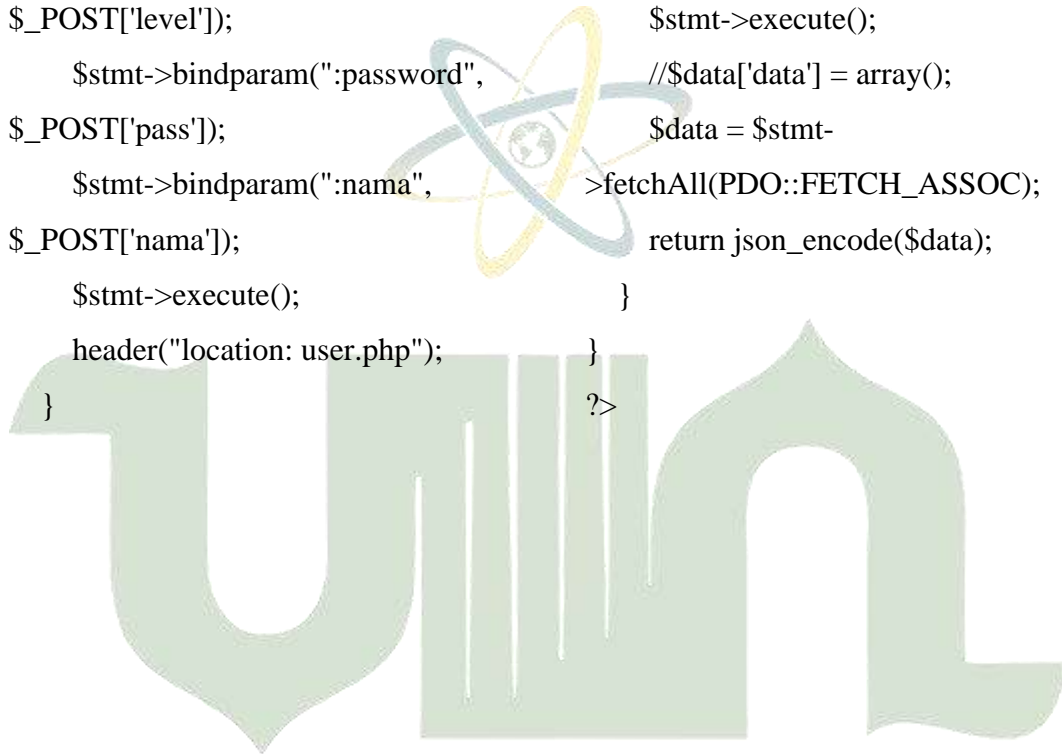 $_POST['level']);
$stmt->bindparam(":password",
$_POST['pass']);
$stmt->bindparam(":nama",
$_POST['nama']);
$stmt->execute();
header("location: user.php");
}
$stmt->execute();
//$data['data'] = array();
$data = $stmt-
>fetchAll(PDO::FETCH_ASSOC);
return json_encode($data);
}
}
?>